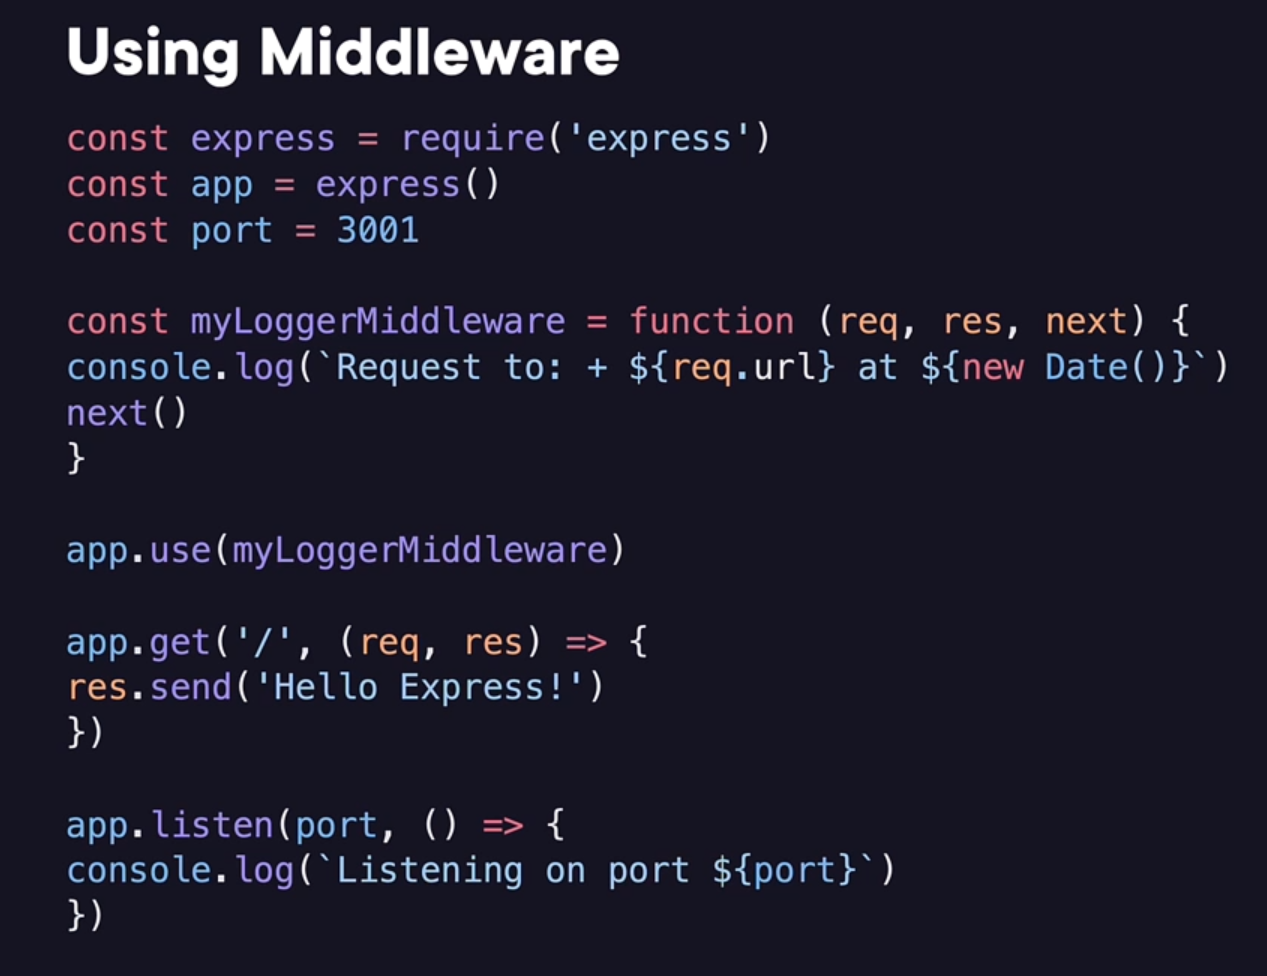 Using Middleware
const express = require('express')
const app = express()
const port = 3001
const myLoggerMiddleware = function (req, res, next) {
console.log(`Request to: + ${req.url} at ${new Date()}`)
next()
}
app.use(myLoggerMiddleware)
app.get('/', (req, res) => {
res.send('Hello Express!')
})
app.listen(port, () => {
console.log(`Listening on port ${port}`)
})